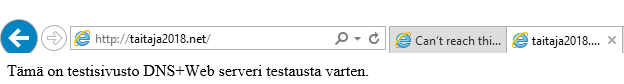 http://taitaja2018.net/
Can't reach thi...
taitaja2018....
Tämä on testisivusto DNS+Web serveri testausta varten.